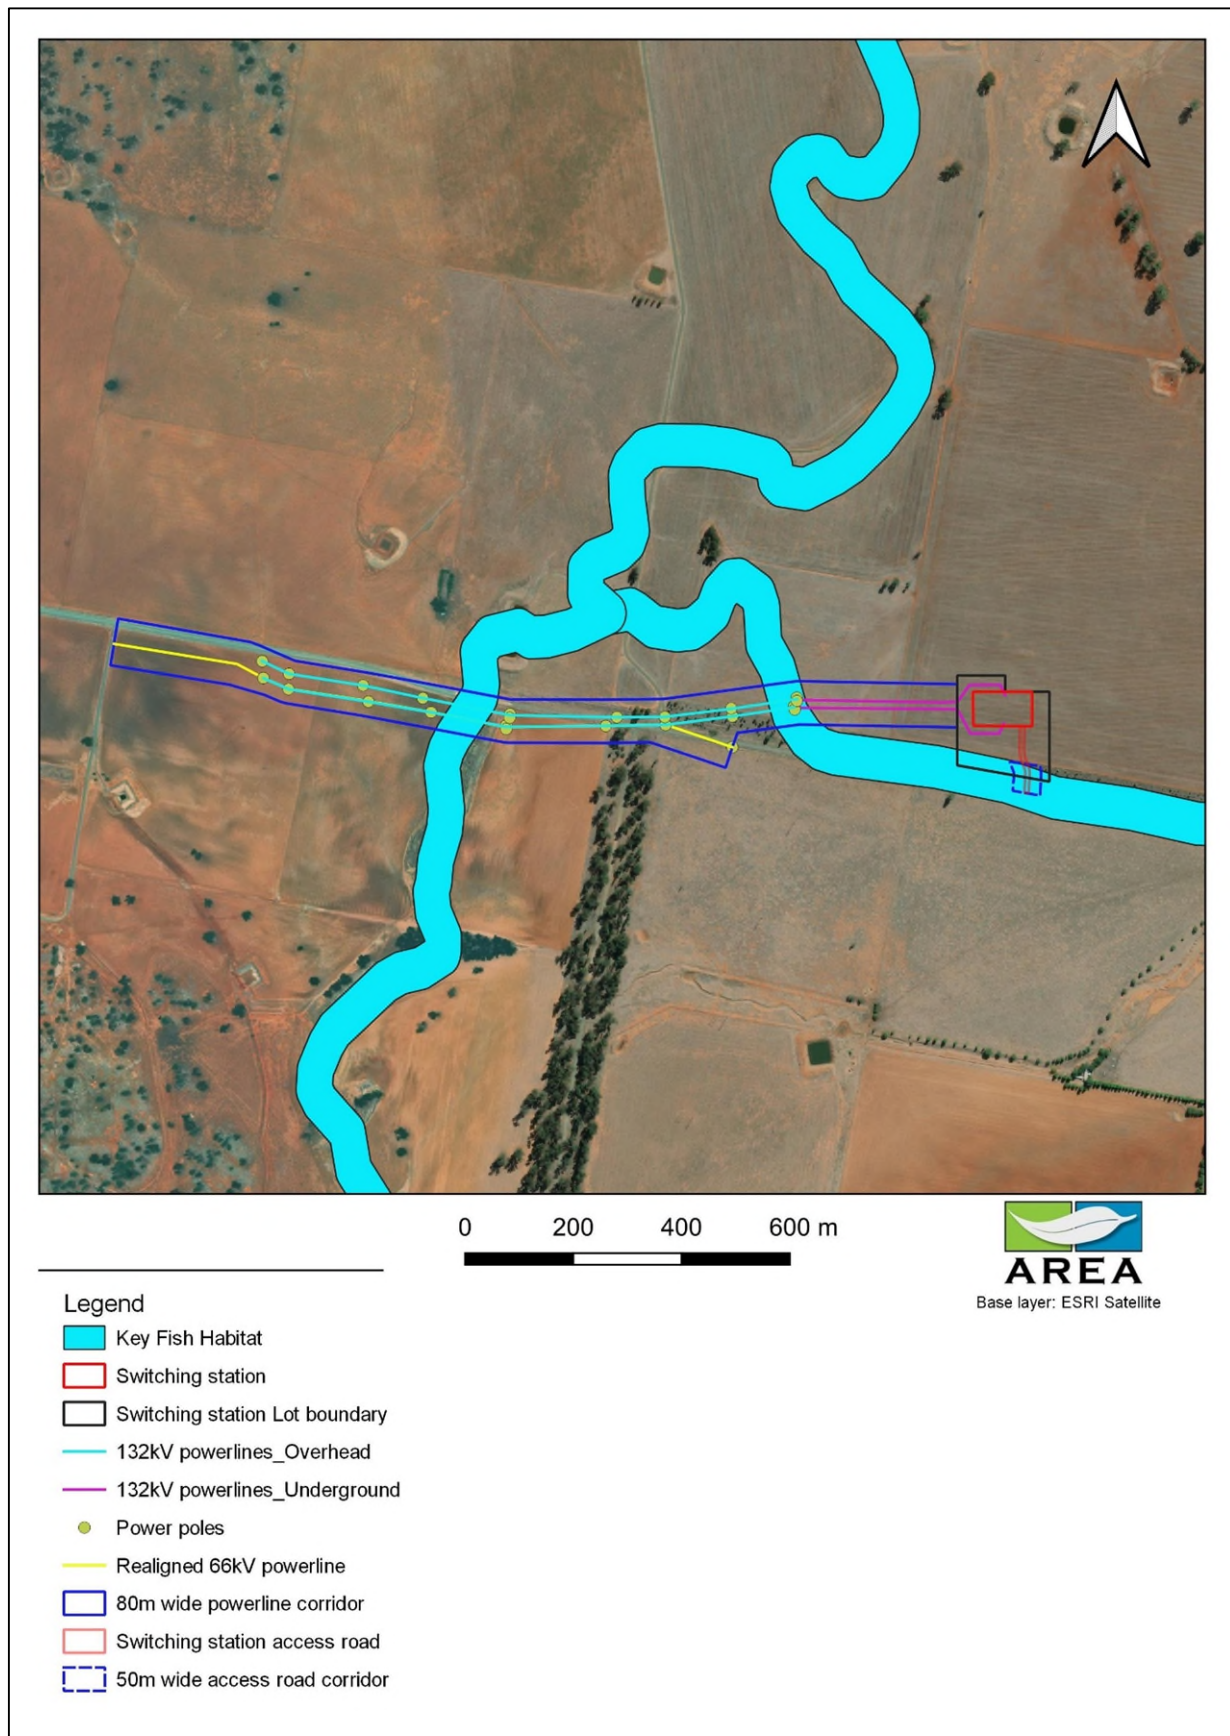 0 200 400 600 m
AREA
Base layer: ESRI Satellite
Legend
Key Fish Habitat
Switching station
Switching station Lot boundary
132kV powerlines_Overhead
132kV powerlines_Underground
Power poles
Realigned 66kV powerline
80m wide powerline corridor
Switching station access road
50m wide access road corridor